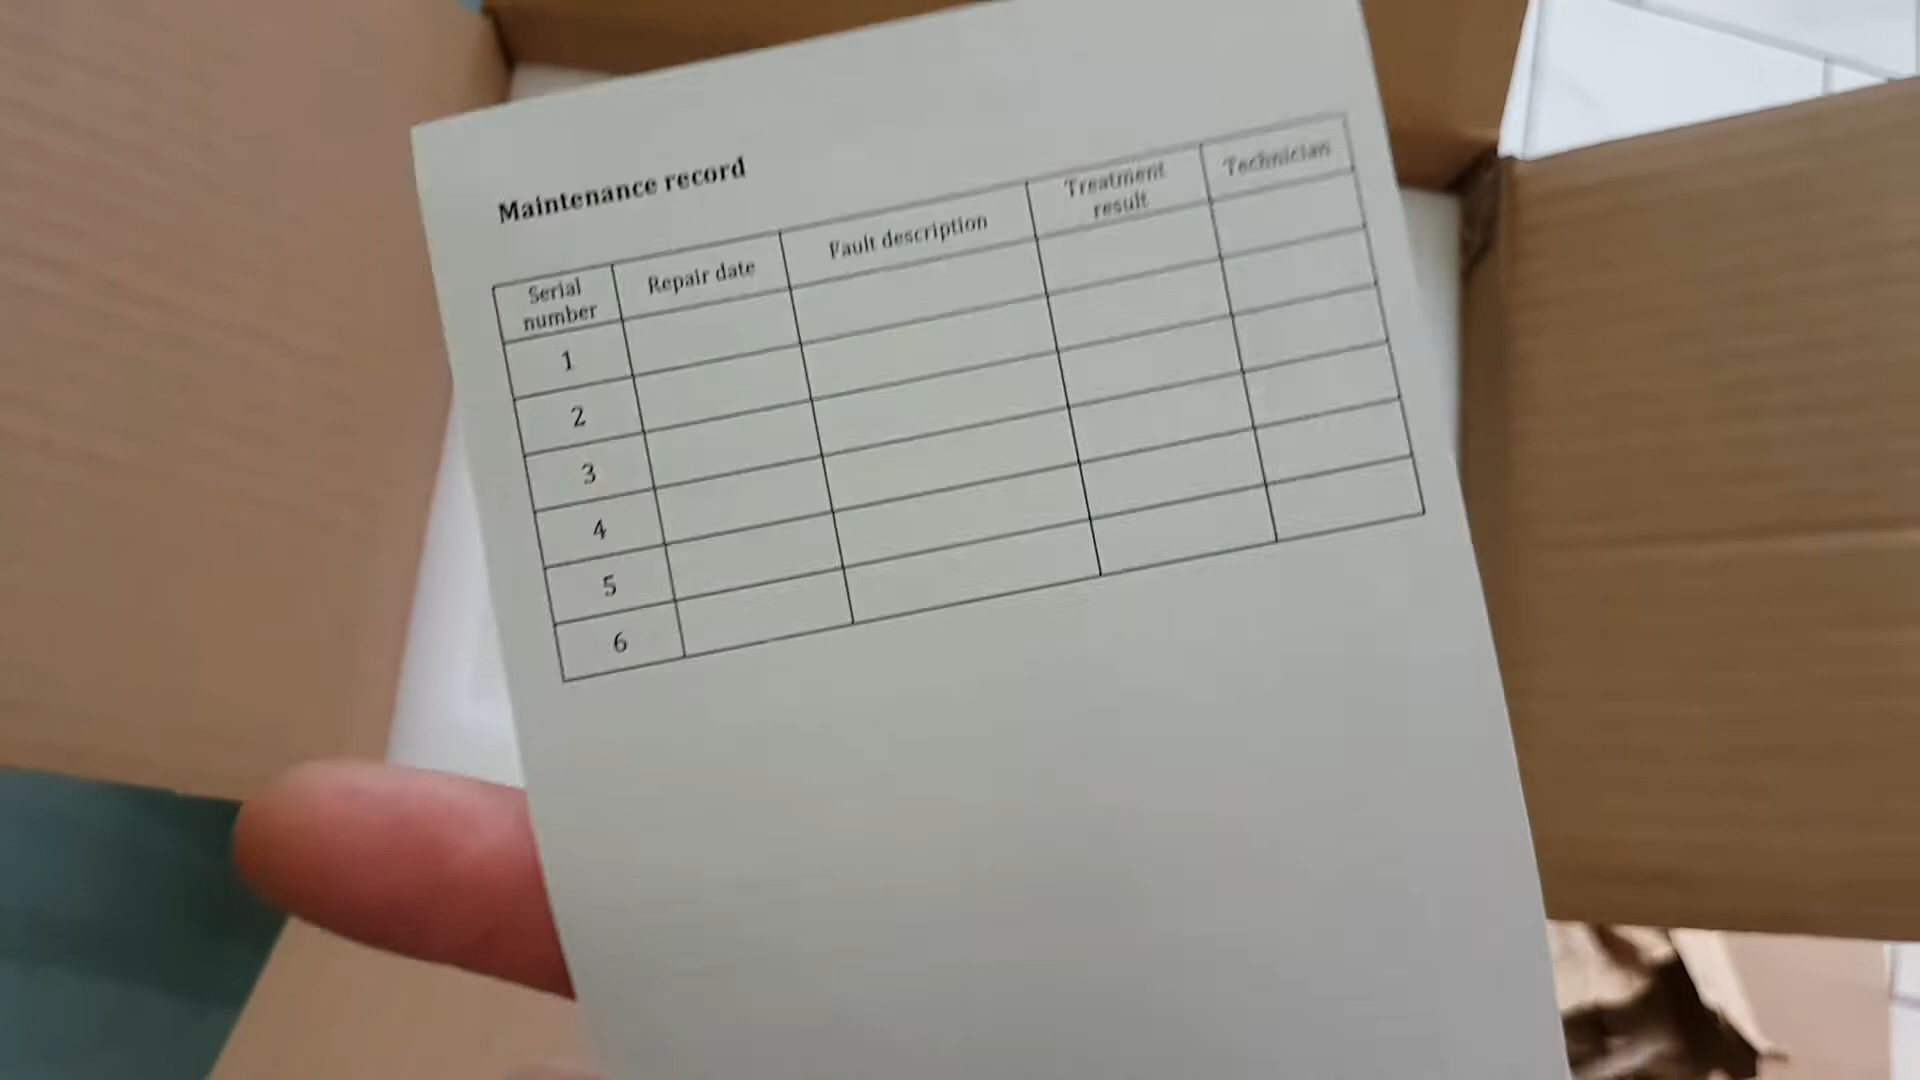 Maintenance record
Serial
number
Repair date
Fault description
Treatment
result
Technician
1
2
3
4
5
6